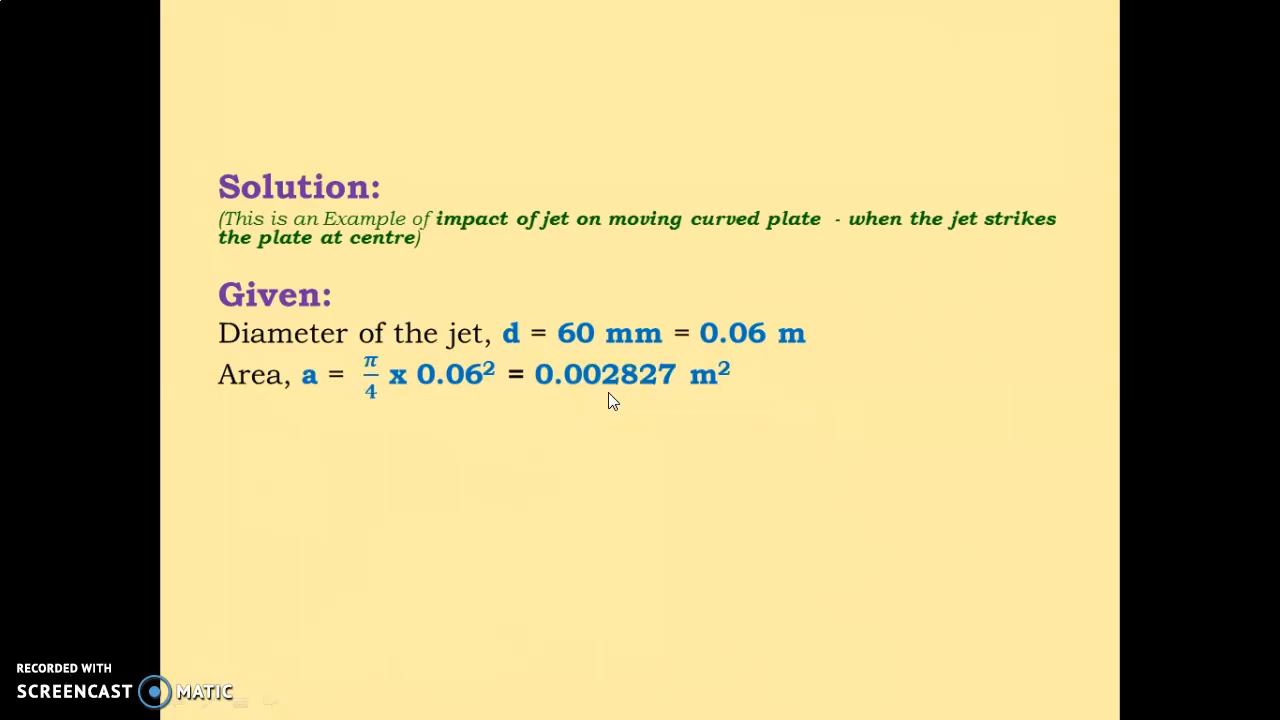 Solution:
(This is an Example of impact of jet on moving curved plate - when the jet strikes
the plate at centre)
Given:
Diameter of the jet, d = 60 mm = 0.06 m
Area, a = π/4 x 0.06² = 0.002827 m²
RECORDED WITH
SCREENCAST MATIC